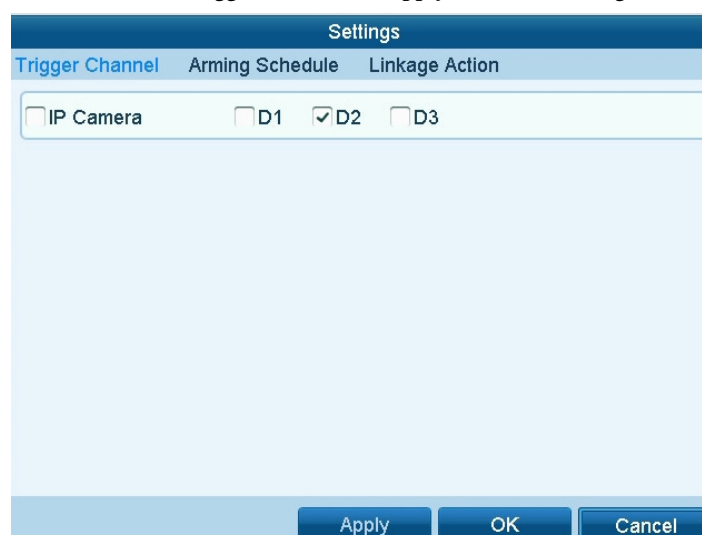 Settings
Trigger Channel Arming Schedule Linkage Action
IP Camera D1 D2 D3
Apply OK Cancel